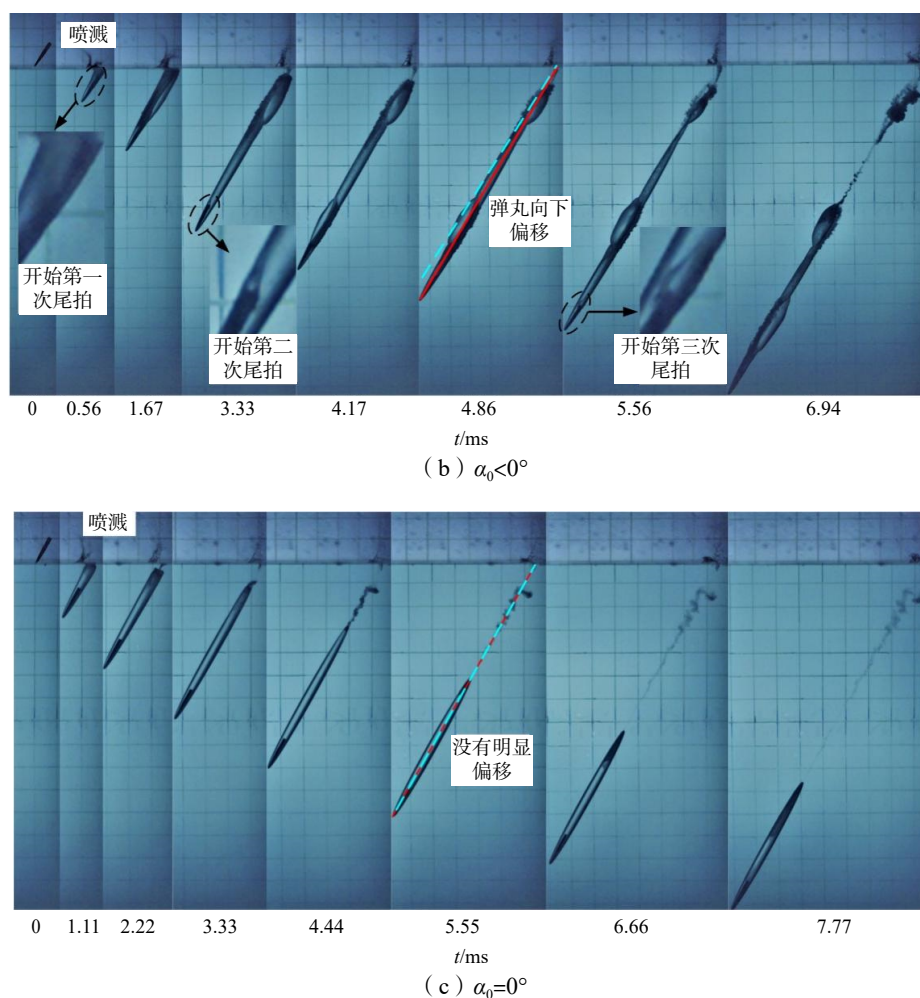 喷溅
开始第一
次尾拍
开始第二
次尾拍
弹丸向下
偏移
开始第三次
尾拍
0 0.56 1.67 3.33 4.17 4.86 5.56 6.94
t/ms
(b) α₀<0°
喷溅
没有明显
偏移
0 1.11 2.22 3.33 4.44 5.55 6.66 7.77
t/ms
(c) α₀=0°